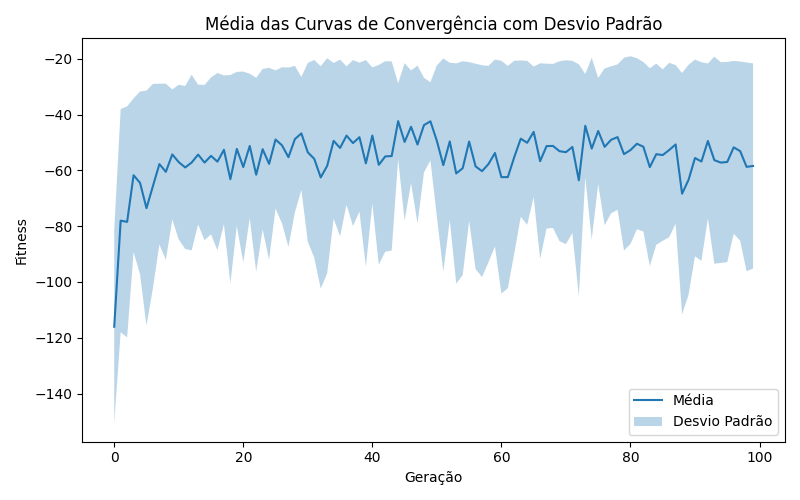 Média das Curvas de Convergência com Desvio Padrão
Fitness
−20
−40
−60
−80
−100
−120
−140
0
20
40
60
80
100
Geração
Média
Desvio Padrão